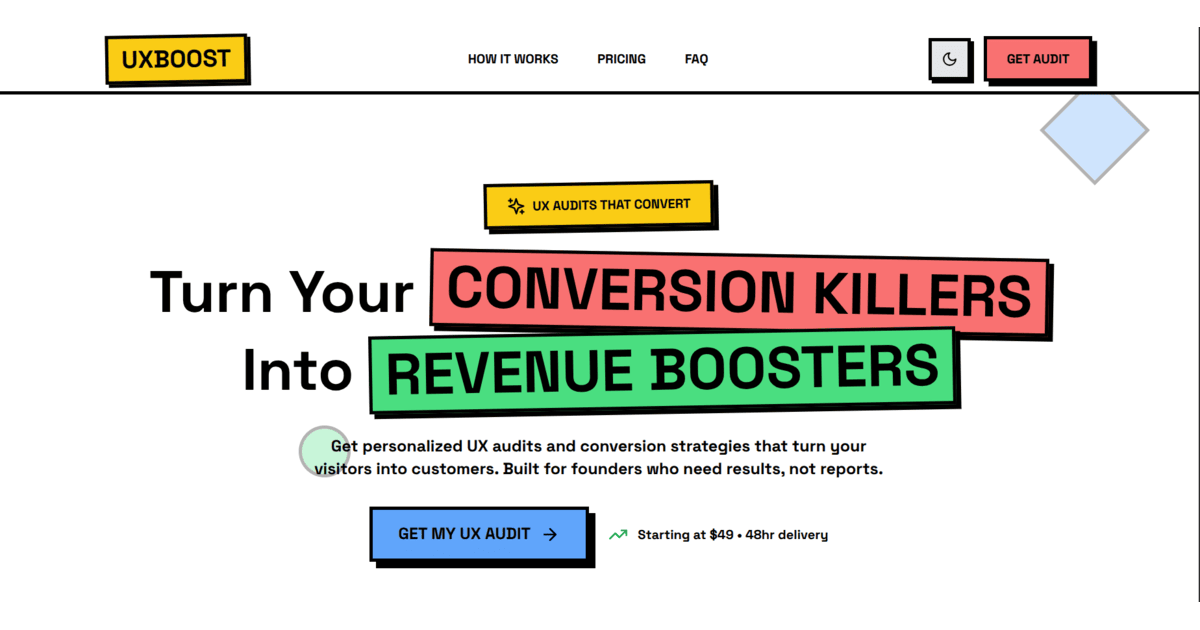 UXBOOST
HOW IT WORKS
PRICING
FAQ
GET AUDIT
UX AUDITS THAT CONVERT
Turn Your CONVERSION KILLERS
Into REVENUE BOOSTERS
Get personalized UX audits and conversion strategies that turn your
visitors into customers. Built for founders who need results, not reports.
GET MY UX AUDIT
Starting at $49 • 48hr delivery